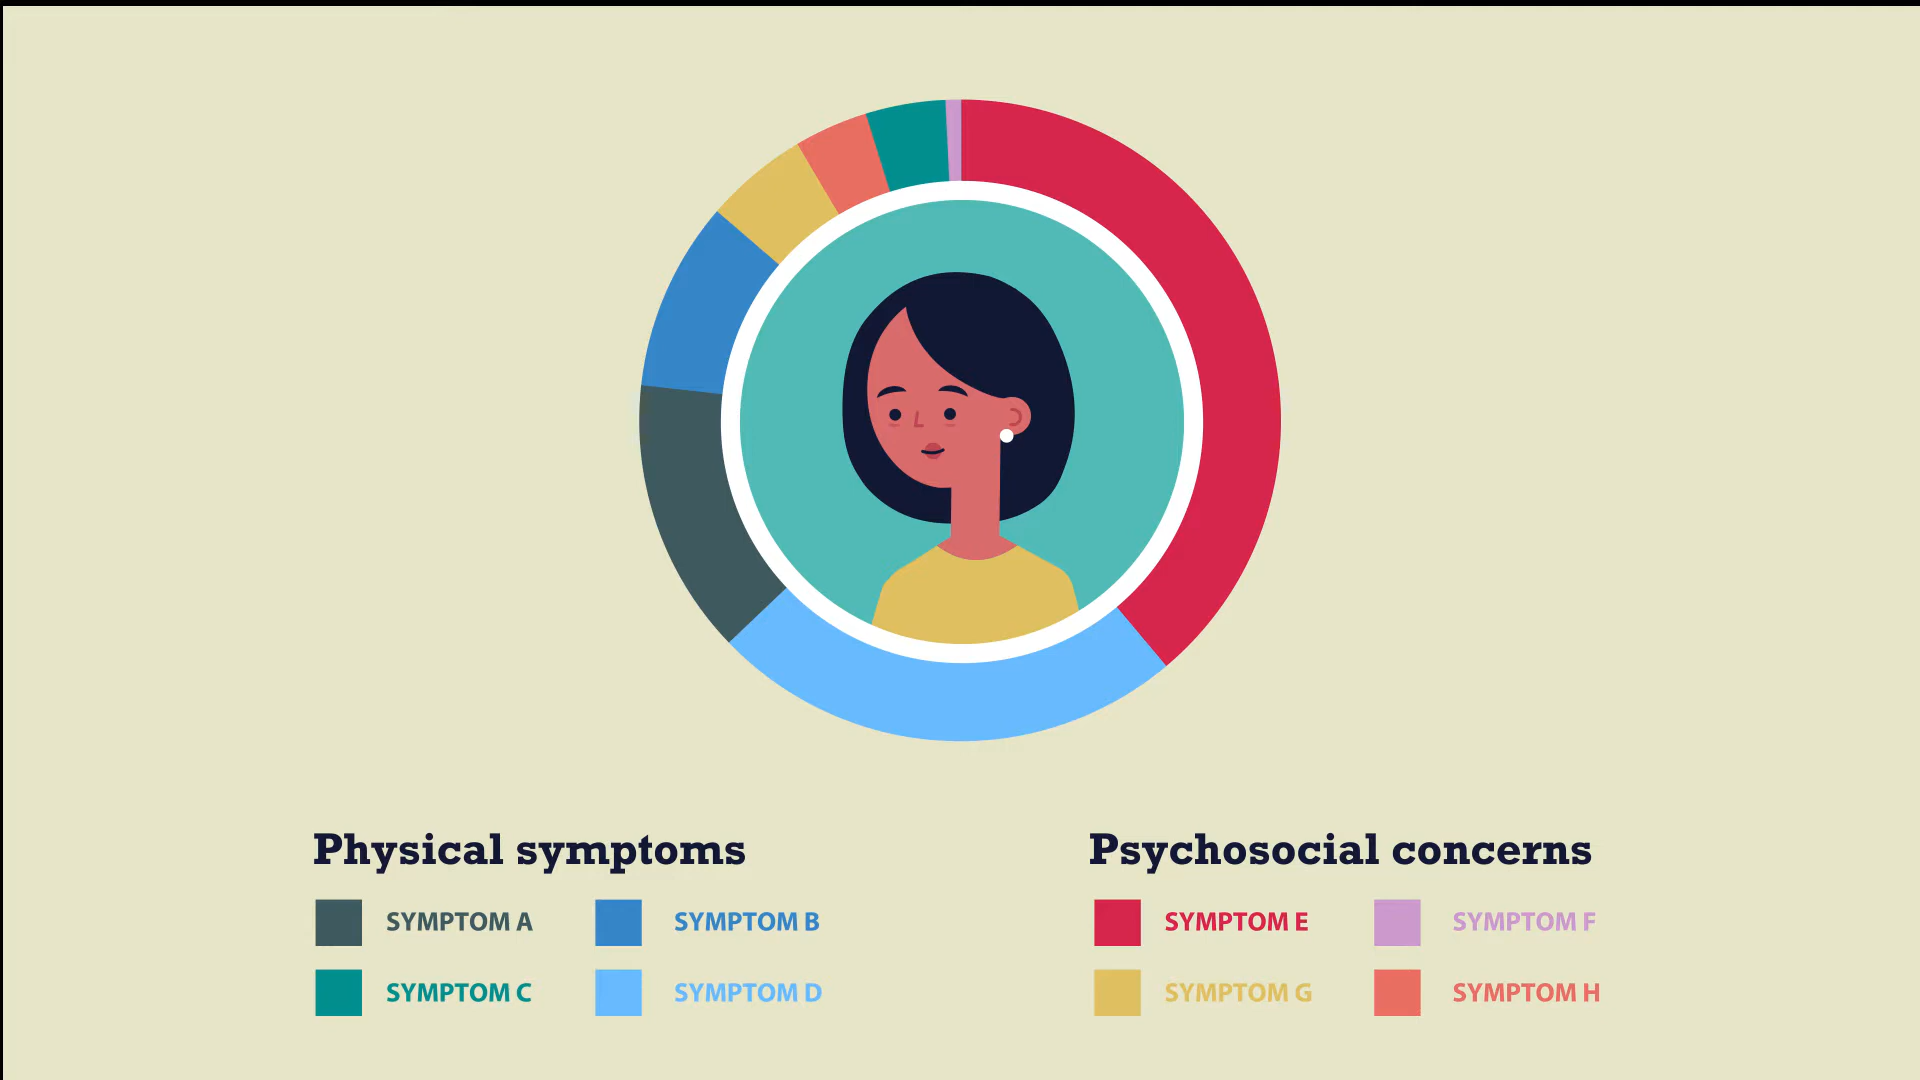 Physical symptoms
SYMPTOM A
SYMPTOM B
SYMPTOM C
SYMPTOM D
Psychosocial concerns
SYMPTOM E
SYMPTOM F
SYMPTOM G
SYMPTOM H